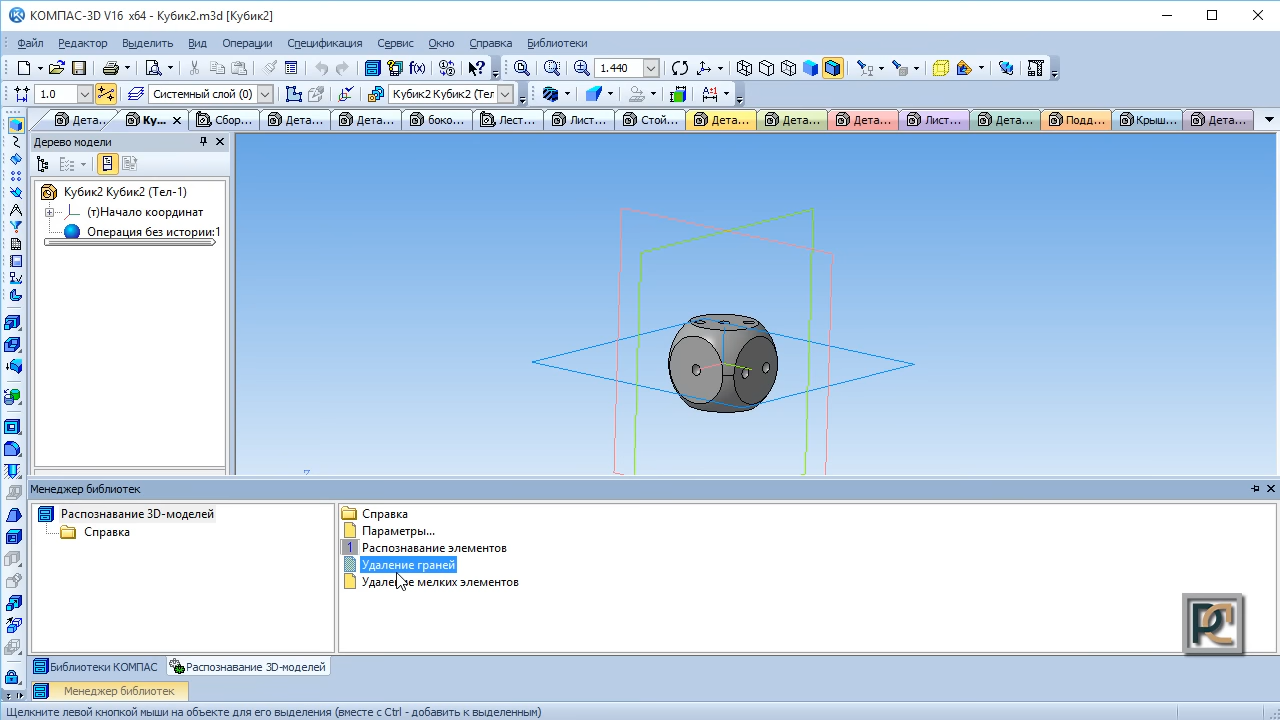 КОМПАС-3D V16 x64 - Кубик2.m3d [Кубик2]
Файл Редактор Выделить Вид Операции Спецификация Сервис Окно Справка Библиотеки
1.440
1.0 Системный слой (0) Кубик2 Кубик2 (Тел
Дета... Ку... Сбор... Дета... Дета... боко... Лест... Лист... Стой... Дета... Дета... Дета... Лист... Дета... Подд... Крыш... Дета...
Дерево модели
Кубик2 Кубик2 (Тел-1)
(т)Начало координат
Операция без истории:1
Менеджер библиотек
Распознавание 3D-моделей
Справка
Справка
Параметры...
Распознавание элементов
Удаление граней
Удаление мелких элементов
Библиотеки КОМПАС Распознавание 3D-моделей
Менеджер библиотек
Щелкните левой кнопкой мыши на объекте для его выделения (вместе с Ctrl - добавить к выделенным)